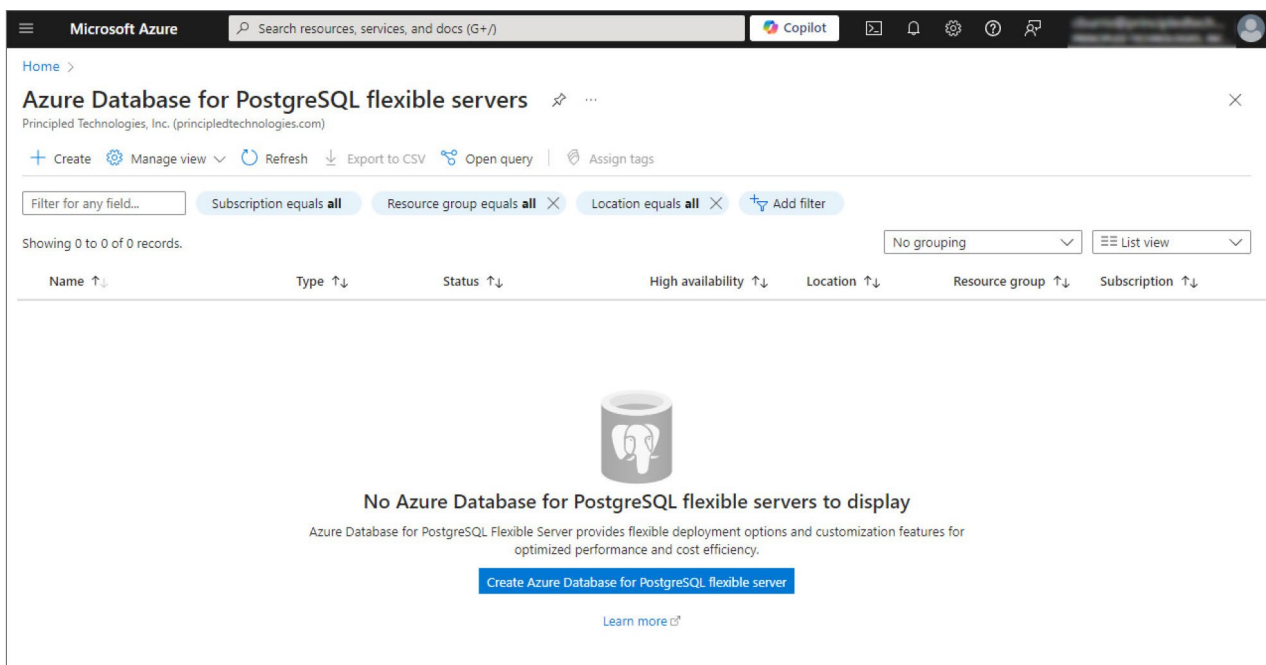 Microsoft Azure
Search resources, services, and docs (G+/)
Copilot
Home >
Azure Database for PostgreSQL flexible servers
Principled Technologies, Inc. (principledtechnologies.com)
Create Manage view Refresh Export to CSV Open query Assign tags
Filter for any field... Subscription equals all Resource group equals all Location equals all Add filter
Showing 0 to 0 of 0 records. No grouping List view
Name Type Status High availability Location Resource group Subscription
No Azure Database for PostgreSQL flexible servers to display
Azure Database for PostgreSQL Flexible Server provides flexible deployment options and customization features for
optimized performance and cost efficiency.
Create Azure Database for PostgreSQL flexible server
Learn more